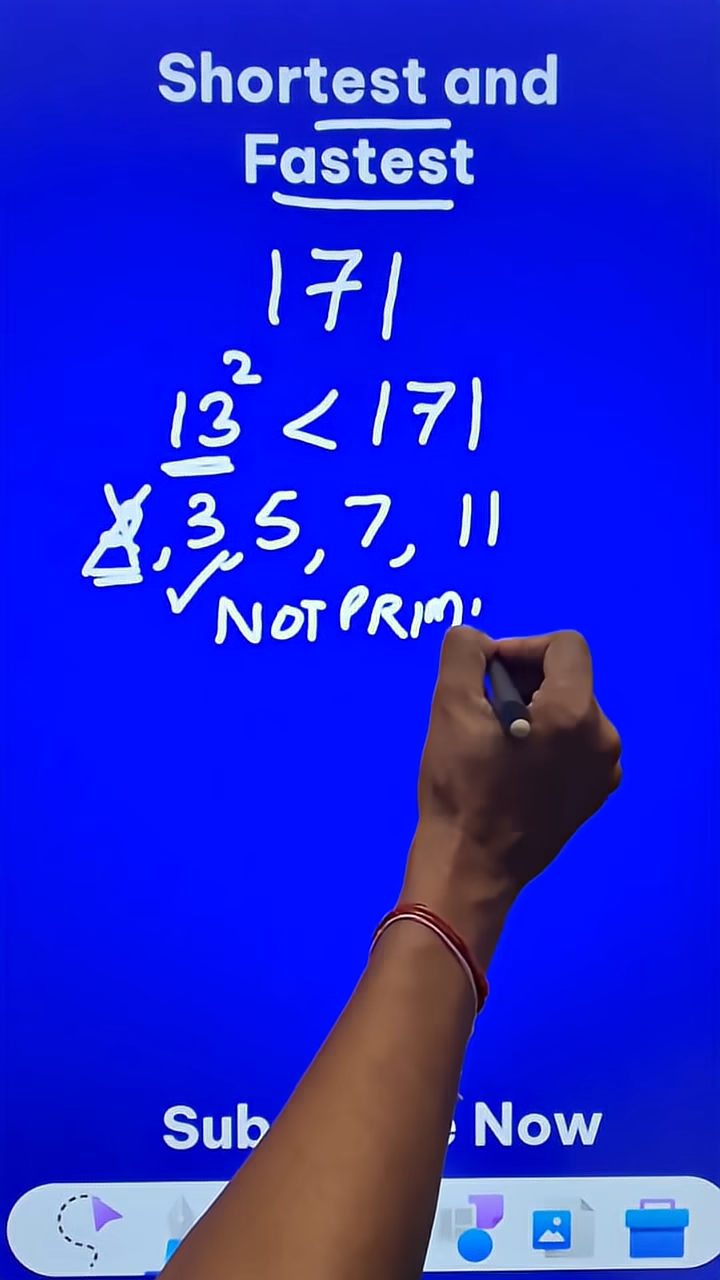 Shortest and
Fastest
171
13² < 171
2, 3, 5, 7, 11
NOT PRIM
Now